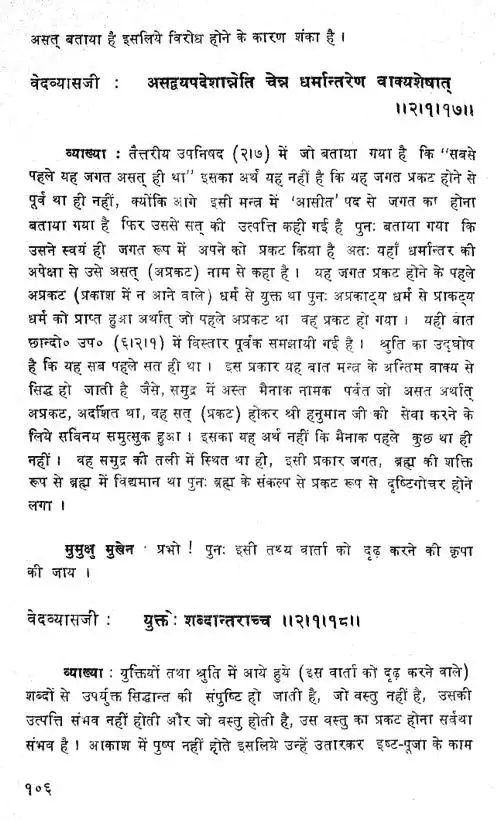 असत् बताया है इसलिये विरोध होने के कारण शंका है ।
वेदव्यासजी : असद्व्यपदेशान्नेति चेन्न धर्मान्तरेण वाक्यशेषात्
।।२।१।१७।।
व्याख्या : तैत्तरीय उपनिषद (२।७) में जो बताया गया है कि “सबसे
पहले यह जगत असत् ही था” इसका अर्थ यह नहीं है कि यह जगत प्रकट होने से
पूर्व था ही नहीं, क्योंकि आगे इसी मन्त्र में 'आसीत' पद से जगत का होना
बताया गया है फिर उससे सत् की उत्पत्ति कही गई है पुनः बताया गया कि
उसने स्वयं ही जगत रूप में अपने को प्रकट किया है अतः यहाँ धर्मान्तर की
अपेक्षा से उसे असत् (अप्रकट) नाम से कहा है । यह जगत प्रकट होने के पहले
अप्रकट (प्रकाश में न आने वाले) धर्म से युक्त था पुनः अप्रकाट्य धर्म से प्राकट्य
धर्म को प्राप्त हुआ अर्थात् जो पहले अप्रकट था वह प्रकट हो गया । यही बात
छान्दो० उप० (६।२।१) में विस्तार पूर्वक समझायी गई है । श्रुति का उद्घोष
है कि यह सब पहले सत ही था । इस प्रकार यह बात मन्त्र के अन्तिम वाक्य से
सिद्ध हो जाती है जैसे, समुद्र में अस्त मैनाक नामक पर्वत जो असत अर्थात्
अप्रकट, अदर्शित था, वह सत् (प्रकट) होकर श्री हनुमान जी की सेवा करने के
लिये सविनय समुत्सुक हुआ । इसका यह अर्थ नहीं कि मैनाक पहले कुछ था ही
नहीं । वह समुद्र की तली में स्थित था ही, इसी प्रकार जगत, ब्रह्म की शक्ति
रूप से ब्रह्म में विद्यमान था पुनः ब्रह्म के संकल्प से प्रकट रूप से दृष्टिगोचर होने
लगा ।
मुमुक्षु मुखेन : प्रभो ! पुनः इसी तथ्य वार्ता को दृढ़ करने की कृपा
की जाय ।
वेदव्यासजी : युक्तेः शब्दान्तराच्च ।।२।१।१८।।
व्याख्या : युक्तियों तथा श्रुति में आये हुये (इस वार्ता को दृढ़ करने वाले)
शब्दों से उपर्युक्त सिद्धान्त की संपुष्टि हो जाती है, जो वस्तु नहीं है, उसकी
उत्पत्ति संभव नहीं होती और जो वस्तु होती है, उस वस्तु का प्रकट होना सर्वथा
संभव है ! आकाश में पुष्प नहीं होते इसलिये उन्हें उतारकर इष्ट-पूजा के काम
१०६